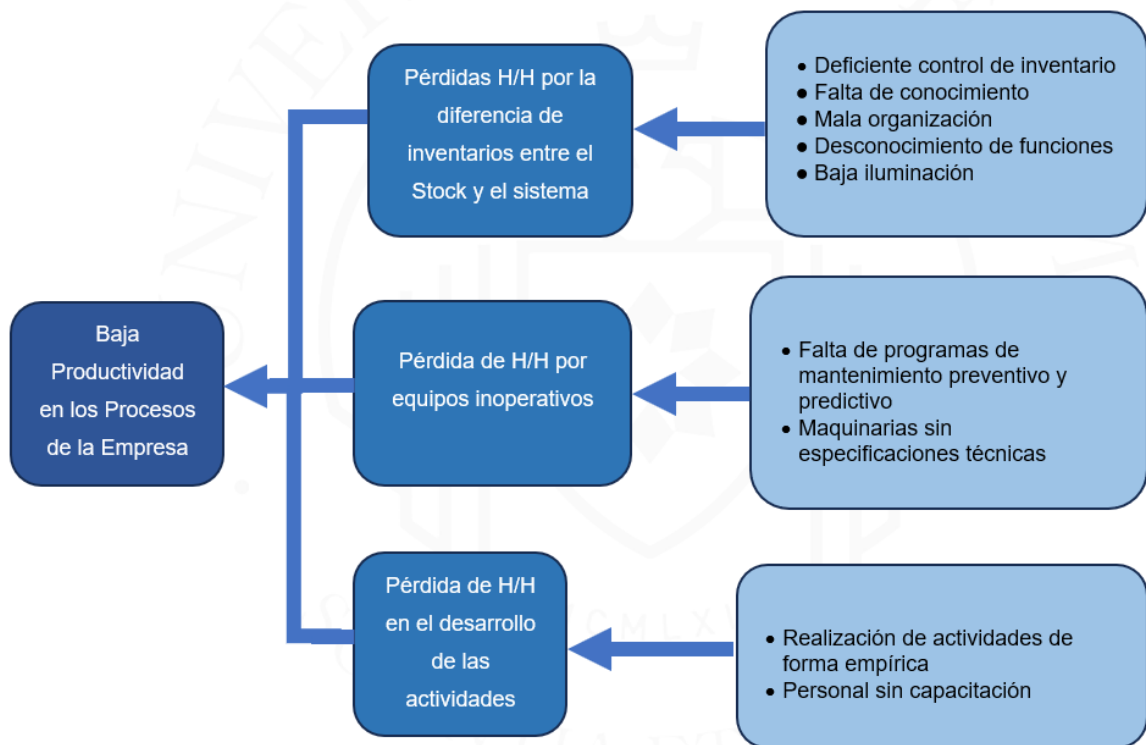 Pérdidas H/H por la
diferencia de
inventarios entre el
Stock y el sistema
• Deficiente control de inventario
● Falta de conocimiento
● Mala organización
● Desconocimiento de funciones
● Baja iluminación
Baja
Productividad
en los Procesos
de la Empresa
Pérdida de H/H por
equipos inoperativos
• Falta de programas de
mantenimiento preventivo y
predictivo
• Maquinarias sin
especificaciones técnicas
Pérdida de H/H
en el desarrollo
de las
actividades
• Realización de actividades de
forma empírica
• Personal sin capacitación